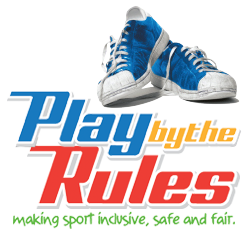 Play by the
Rules
making sport inclusive, safe and fair.